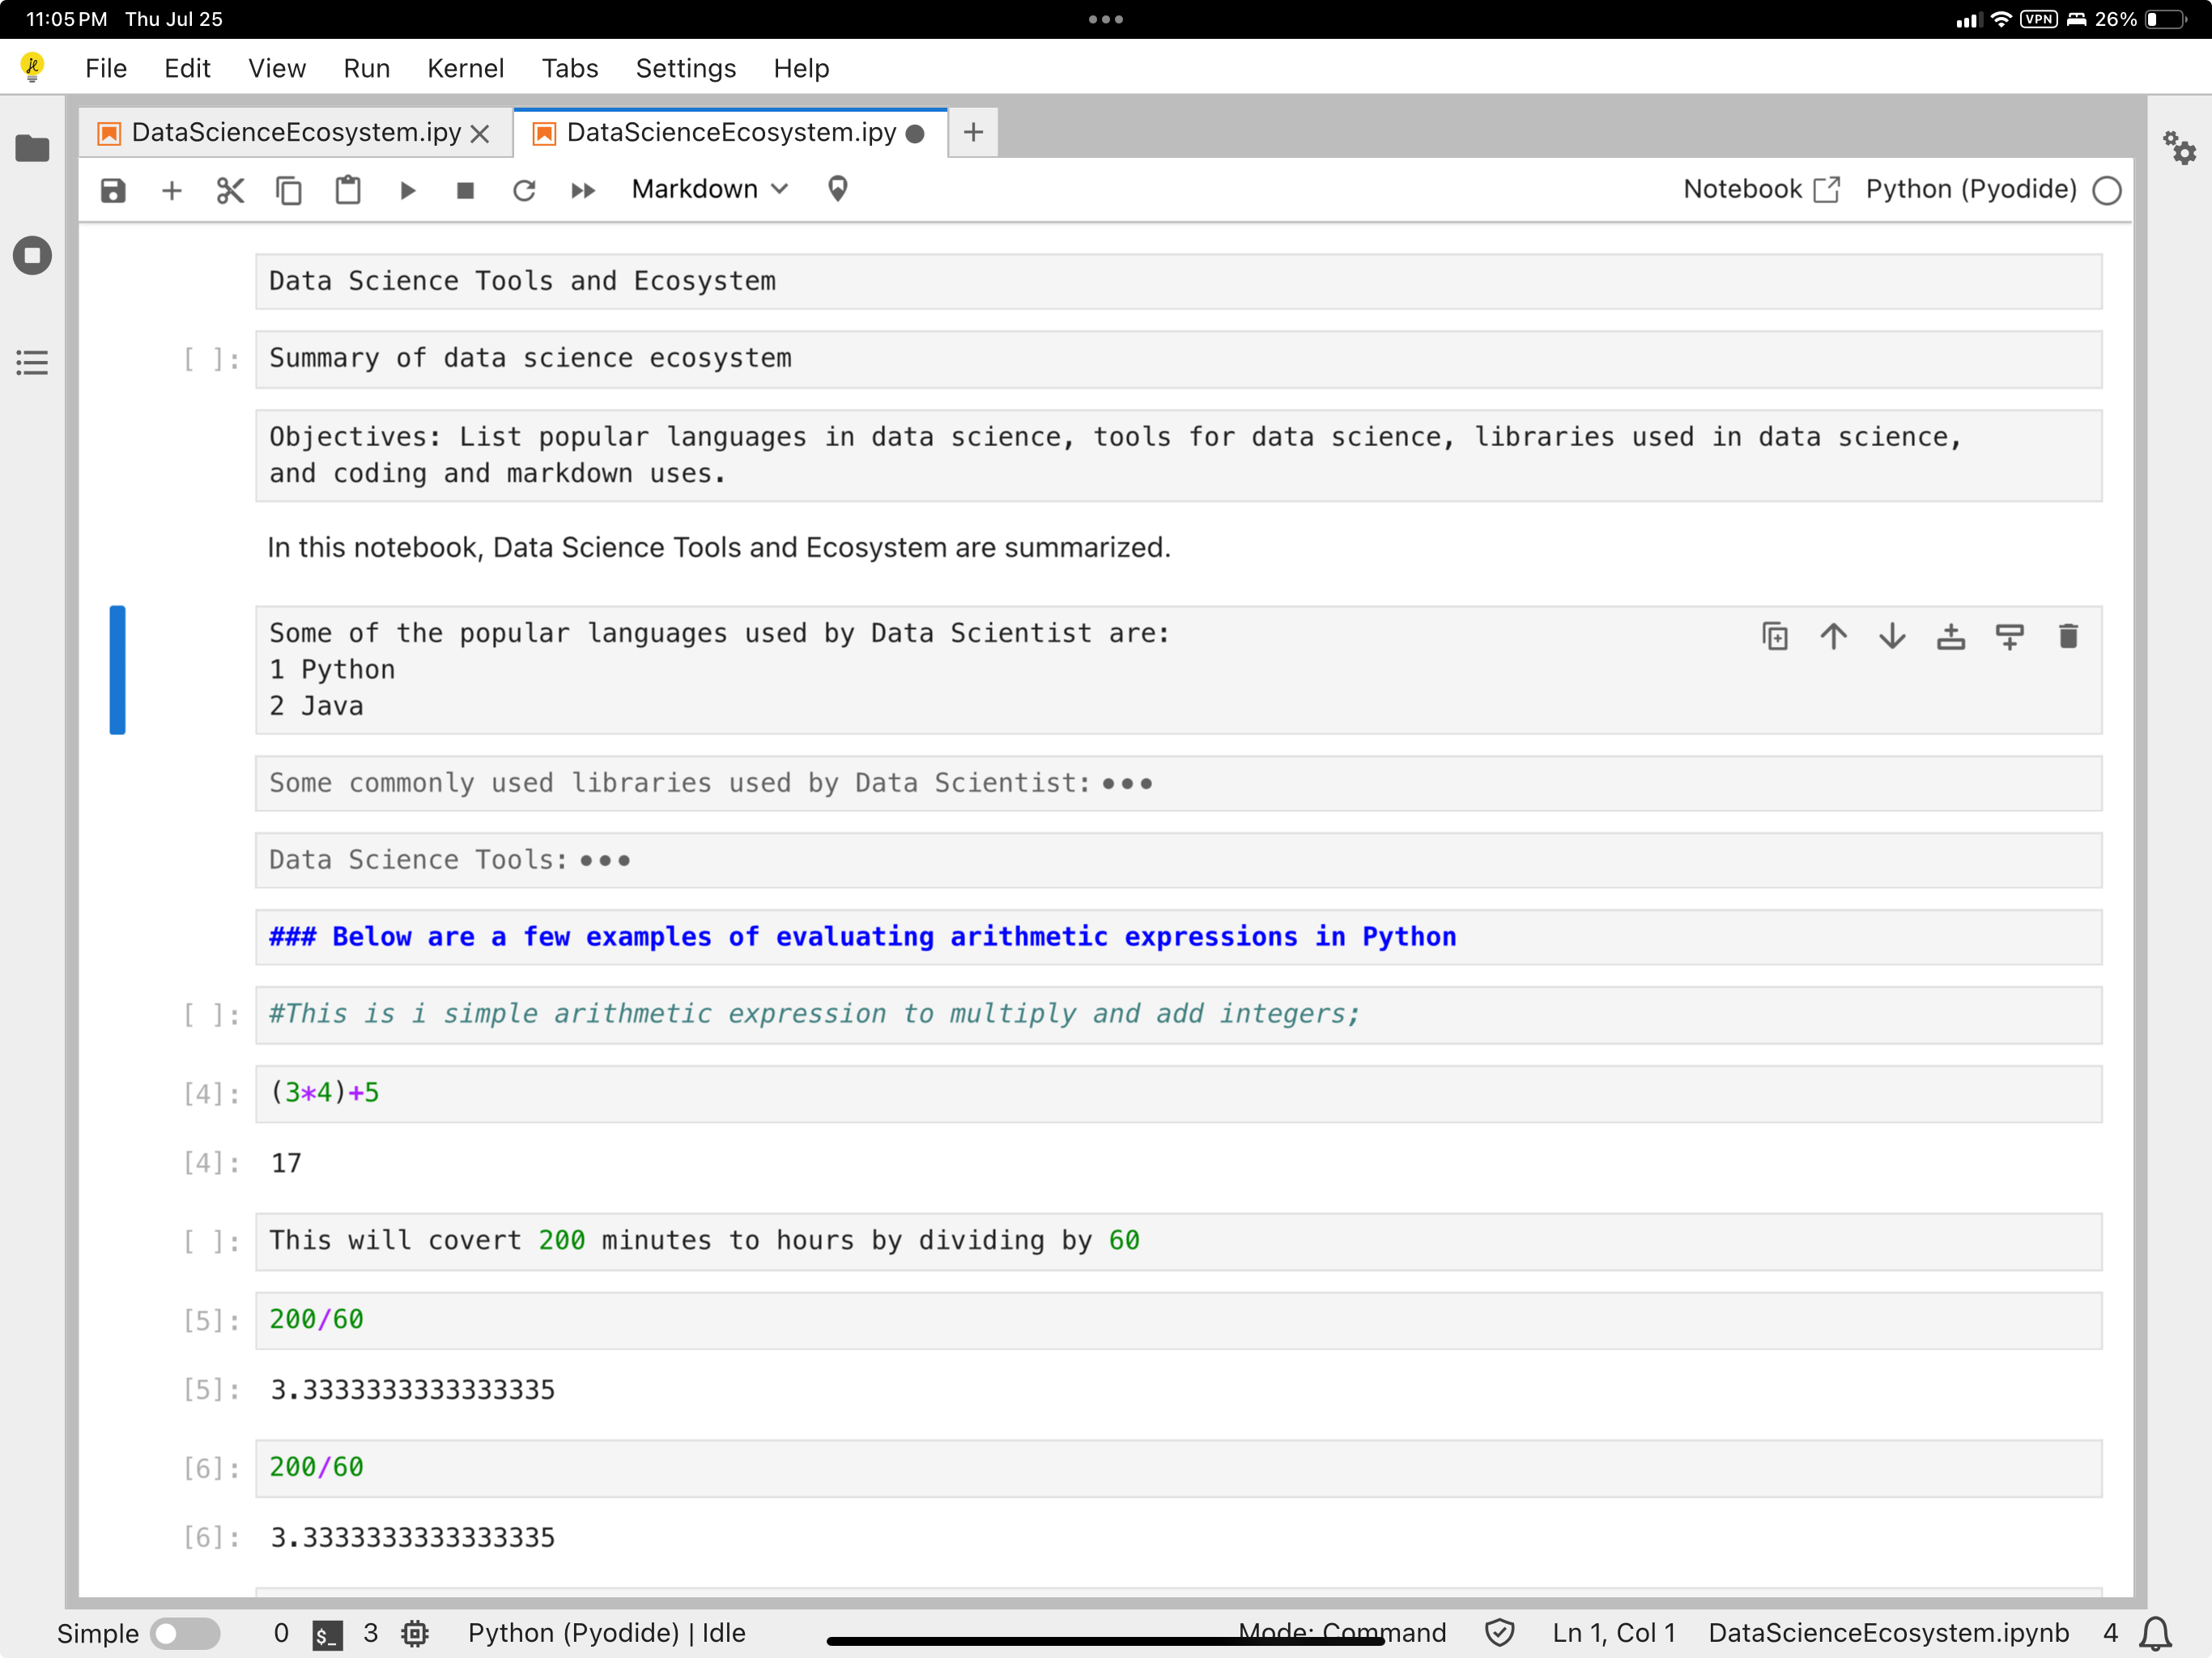 11:05 PM Thu Jul 25
VPN 26%
File Edit View Run Kernel Tabs Settings Help
DataScienceEcosystem.ipy DataScienceEcosystem.ipy
Markdown Notebook Python (Pyodide)
Data Science Tools and Ecosystem
[ ]: Summary of data science ecosystem
Objectives: List popular languages in data science, tools for data science, libraries used in data science,
and coding and markdown uses.
In this notebook, Data Science Tools and Ecosystem are summarized.
Some of the popular languages used by Data Scientist are:
1 Python
2 Java
Some commonly used libraries used by Data Scientist:
Data Science Tools:
### Below are a few examples of evaluating arithmetic expressions in Python
[ ]: #This is i simple arithmetic expression to multiply and add integers;
[4]: (3*4)+5
[4]: 17
[ ]: This will covert 200 minutes to hours by dividing by 60
[5]: 200/60
[5]: 3.3333333333333335
[6]: 200/60
[6]: 3.3333333333333335
Simple 0 $_ 3 Python (Pyodide) | Idle Mode: Command Ln 1, Col 1 DataScienceEcosystem.ipynb 4